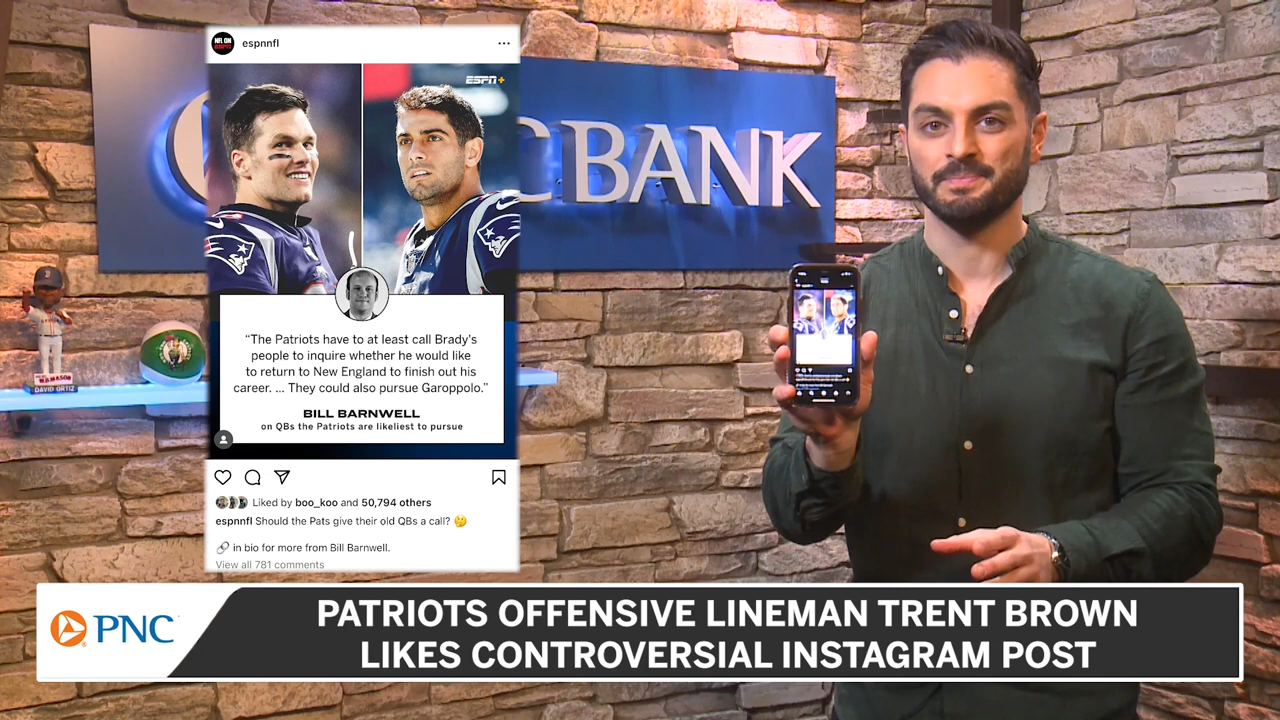 NFL ON
ESPN
espnnfl
ESPN+
C BANK
"The Patriots have to at least call Brady's
people to inquire whether he would like
to return to New England to finish out his
career. ... They could also pursue Garoppolo."
BILL BARNWELL
on QBs the Patriots are likeliest to pursue
DAVID ORTIZ
Liked by boo_koo and 50,794 others
espnnfl Should the Pats give their old QBs a call? 🤔
🔗 in bio for more from Bill Barnwell.
View all 781 comments
PNC
PATRIOTS OFFENSIVE LINEMAN TRENT BROWN
LIKES CONTROVERSIAL INSTAGRAM POST